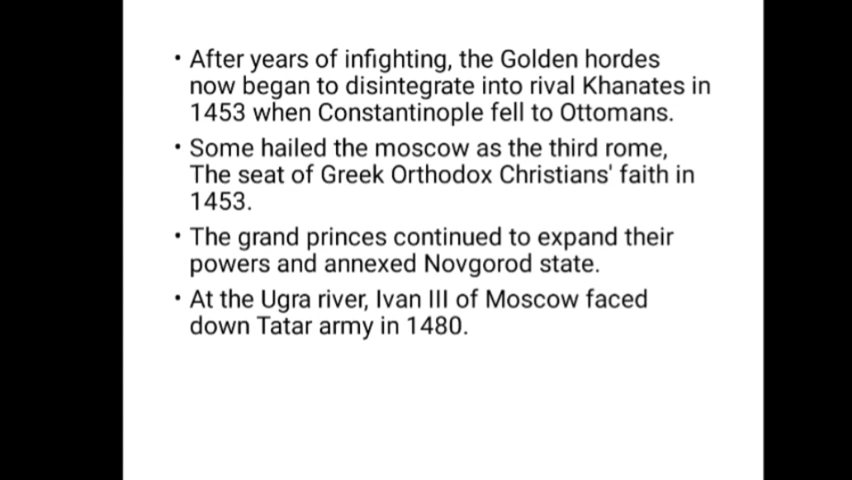 • After years of infighting, the Golden hordes
now began to disintegrate into rival Khanates in
1453 when Constantinople fell to Ottomans.
• Some hailed the moscow as the third rome,
The seat of Greek Orthodox Christians' faith in
1453.
• The grand princes continued to expand their
powers and annexed Novgorod state.
• At the Ugra river, Ivan III of Moscow faced
down Tatar army in 1480.